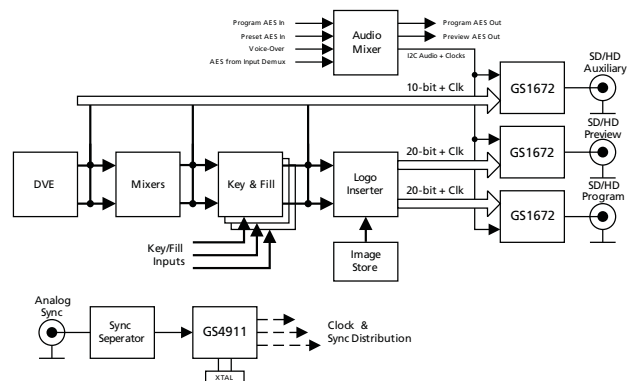 Program AES In
Preset AES In
Voice-Over
AES from Input Demux
Audio
Mixer
Program AES Out
Preview AES Out
I2C Audio + Clocks
SD/HD
Auxiliary
GS1672
10-bit + Clk
SD/HD
Preview
GS1672
20-bit + Clk
20-bit + Clk
SD/HD
Program
GS1672
DVE
Mixers
Key & Fill
Logo
Inserter
Key/Fill
Inputs
Image
Store
Analog
Sync
Sync
Seperator
GS4911
XTAL
Clock &
Sync Distribution